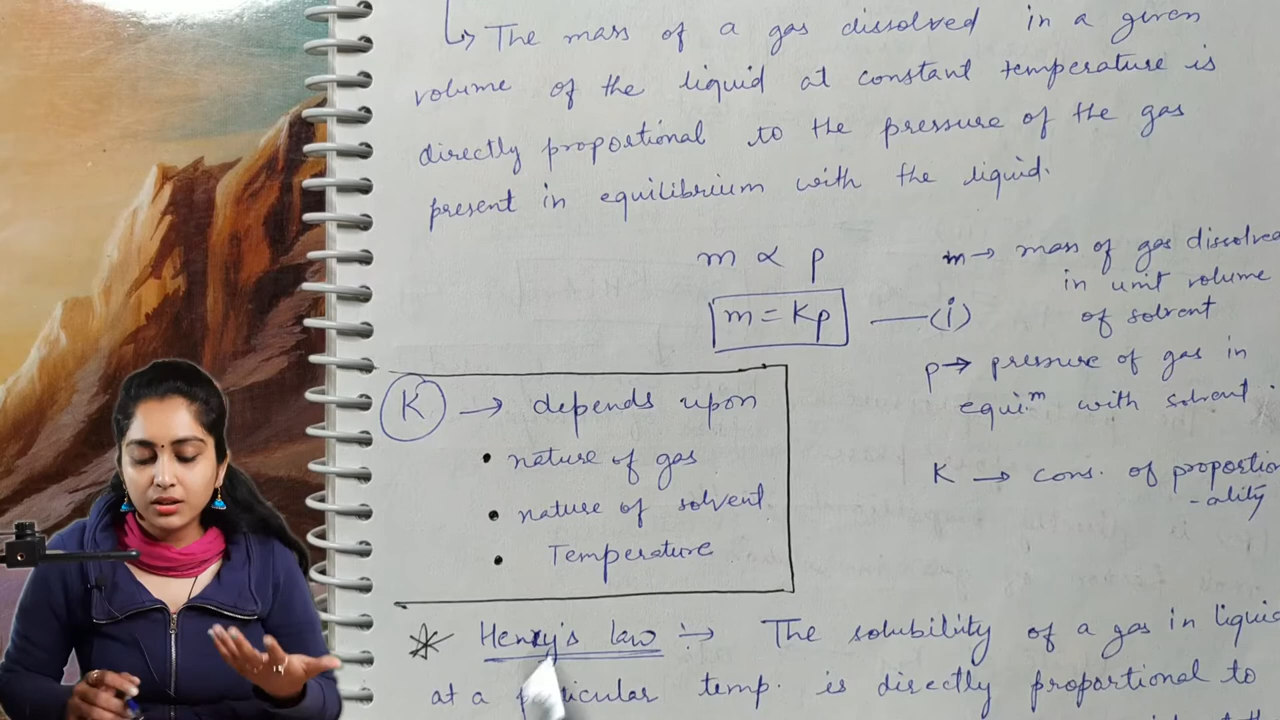 ↳ The mass of a gas dissolved in a given
volume of the liquid at constant temperature is
directly proportional to the pressure of the gas
present in equilibrium with the liquid.
m ∝ p
m = Kp —(i)
m → mass of gas dissolved
in unit volume
of solvent
p → pressure of gas in
equi.ᵐ with solvent
K → cons. of proportion
-ality
K → depends upon
• nature of gas
• nature of solvent
• Temperature
* Henry's law :→ The solubility of a gas in liquid
at a temp. is directly proportional to